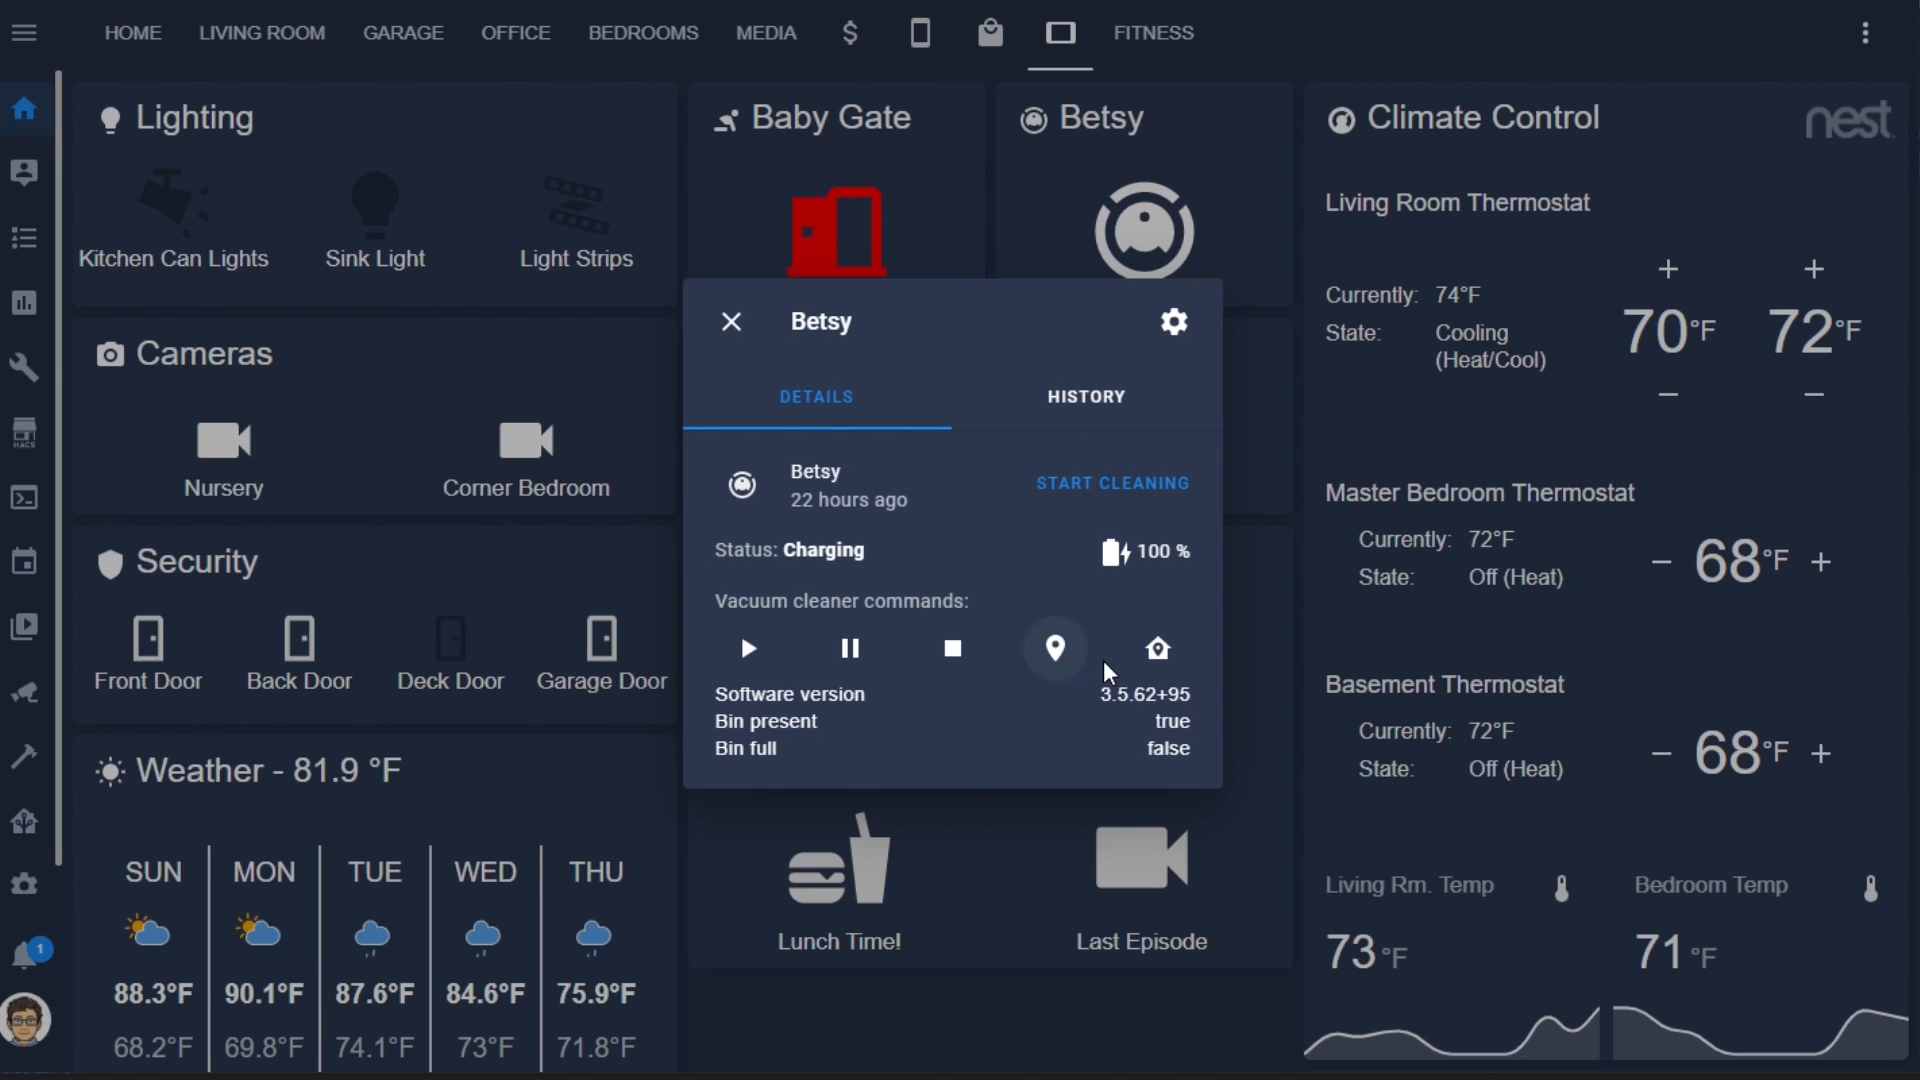 HOME LIVING ROOM GARAGE OFFICE BEDROOMS MEDIA $ FITNESS
Lighting
Kitchen Can Lights Sink Light Light Strips
Baby Gate
Betsy
Climate Control nest
Living Room Thermostat
Currently: 74°F
State: Cooling
(Heat/Cool)
+ +
70°F 72°F
− −
Cameras
Nursery Corner Bedroom
HACS
Betsy
DETAILS HISTORY
Betsy
22 hours ago
START CLEANING
Status: Charging 100 %
Vacuum cleaner commands:
Software version 3.5.62+95
Bin present true
Bin full false
Master Bedroom Thermostat
Currently: 72°F
State: Off (Heat)
− 68°F +
Security
Front Door Back Door Deck Door Garage Door
Basement Thermostat
Currently: 72°F
State: Off (Heat)
− 68°F +
Weather - 81.9 °F
SUN MON TUE WED THU
88.3°F 90.1°F 87.6°F 84.6°F 75.9°F
68.2°F 69.8°F 74.1°F 73°F 71.8°F
Lunch Time! Last Episode
Living Rm. Temp Bedroom Temp
73 °F 71 °F
1